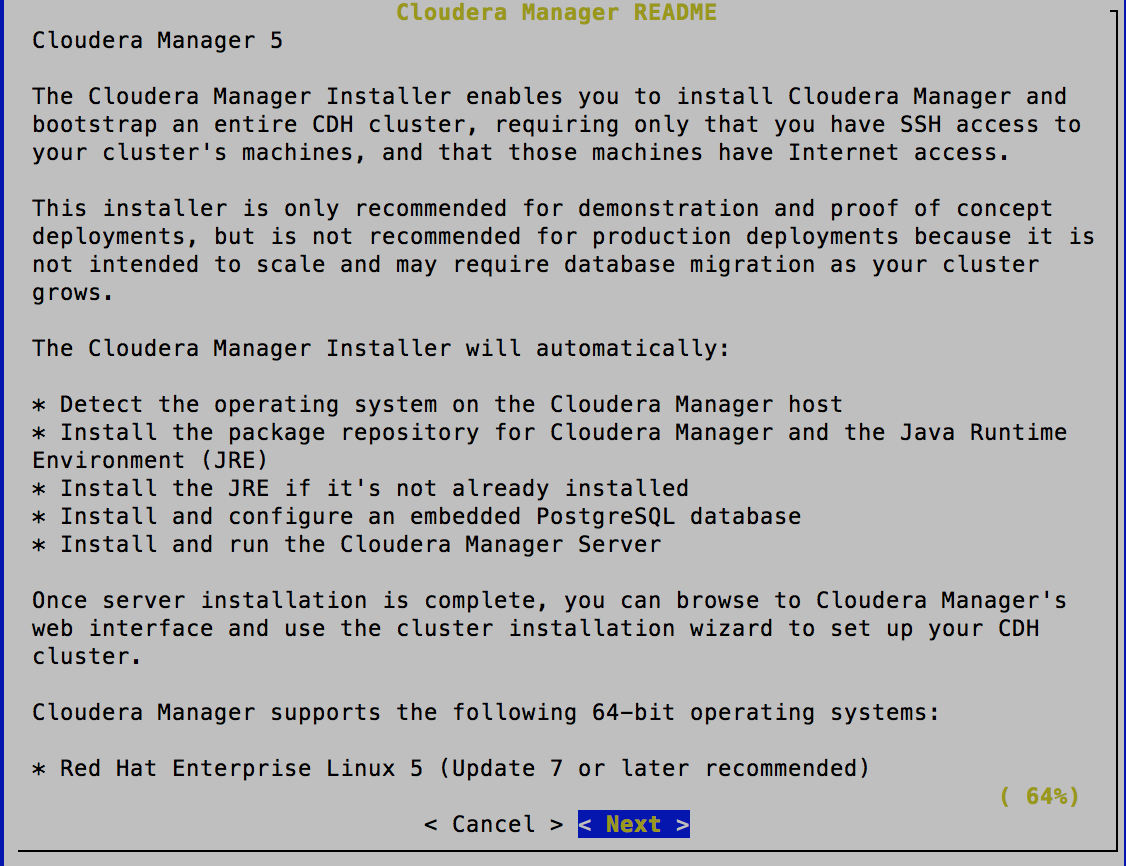 Cloudera Manager README
Cloudera Manager 5
The Cloudera Manager Installer enables you to install Cloudera Manager and
bootstrap an entire CDH cluster, requiring only that you have SSH access to
your cluster's machines, and that those machines have Internet access.
This installer is only recommended for demonstration and proof of concept
deployments, but is not recommended for production deployments because it is
not intended to scale and may require database migration as your cluster
grows.
The Cloudera Manager Installer will automatically:
* Detect the operating system on the Cloudera Manager host
* Install the package repository for Cloudera Manager and the Java Runtime
Environment (JRE)
* Install the JRE if it's not already installed
* Install and configure an embedded PostgreSQL database
* Install and run the Cloudera Manager Server
Once server installation is complete, you can browse to Cloudera Manager's
web interface and use the cluster installation wizard to set up your CDH
cluster.
Cloudera Manager supports the following 64-bit operating systems:
* Red Hat Enterprise Linux 5 (Update 7 or later recommended)
( 64%)
< Cancel > < Next >